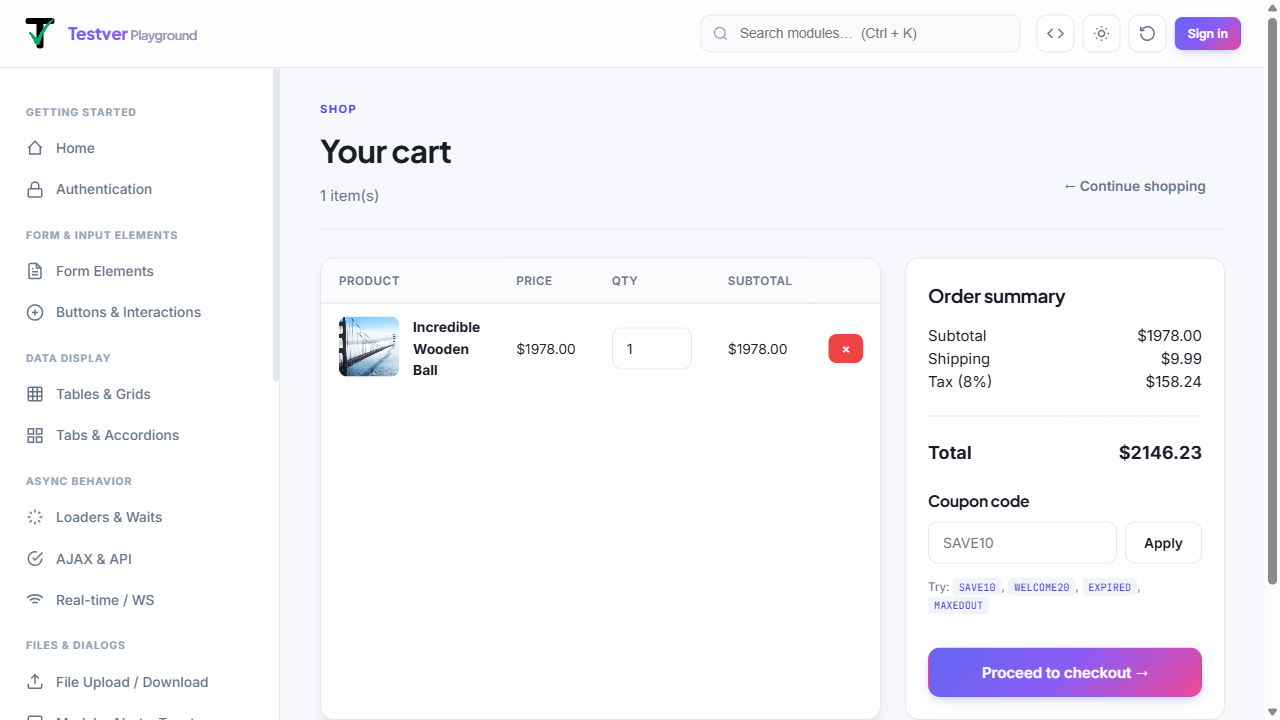 Testver Playground
Search modules... (Ctrl + K)
Sign in
GETTING STARTED
Home
Authentication
FORM & INPUT ELEMENTS
Form Elements
Buttons & Interactions
DATA DISPLAY
Tables & Grids
Tabs & Accordions
ASYNC BEHAVIOR
Loaders & Waits
AJAX & API
Real-time / WS
FILES & DIALOGS
File Upload / Download
SHOP
Your cart
1 item(s)
← Continue shopping
PRODUCT PRICE QTY SUBTOTAL
Incredible
Wooden
Ball
$1978.00 1 $1978.00 ×
Order summary
Subtotal $1978.00
Shipping $9.99
Tax (8%) $158.24
Total $2146.23
Coupon code
SAVE10 Apply
Try: SAVE10 , WELCOME20 , EXPIRED ,
MAXEDOUT
Proceed to checkout →